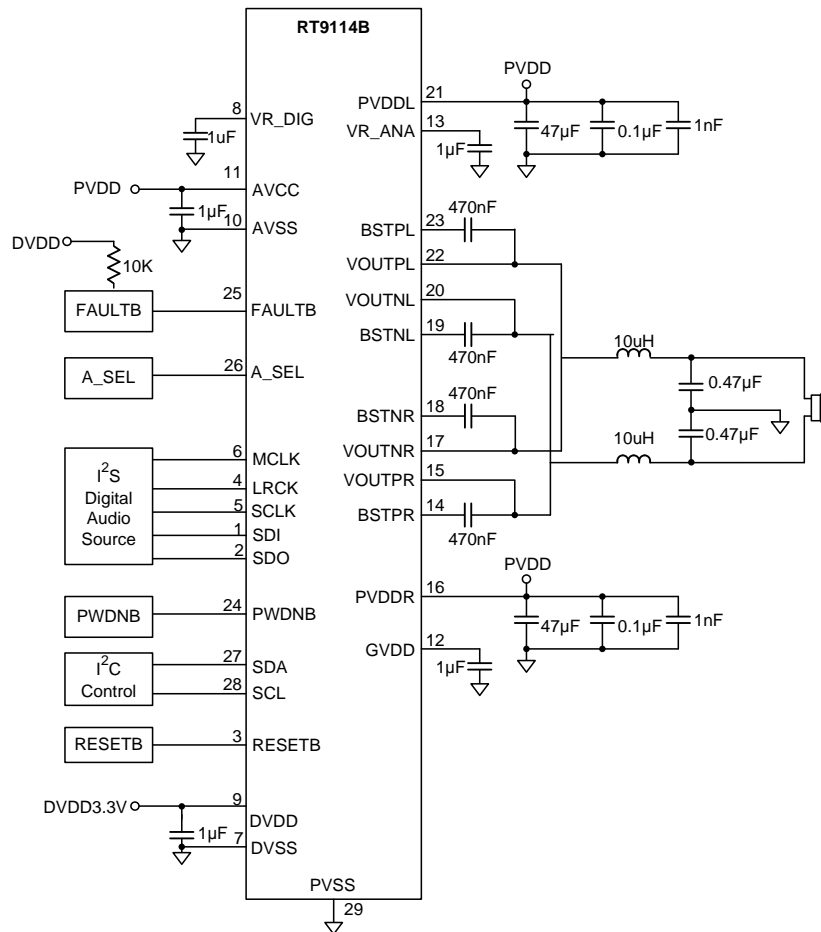 RT9114B
PVDD
21
PVDDL
8
VR_DIG
1uF
13
VR_ANA
47µF
0.1µF
1nF
1µF
11
PVDD
AVCC
1µF
10
AVSS
470nF
23
BSTPL
DVDD
10K
22
VOUTPL
25
FAULTB
FAULTB
20
VOUTNL
19
BSTNL
470nF
10uH
26
A_SEL
A_SEL
0.47µF
470nF
18
BSTNR
0.47µF
17
VOUTNR
10uH
6
MCLK
15
VOUTPR
I²S
Digital
Audio
Source
4
LRCK
5
SCLK
14
BSTPR
1
SDI
470nF
2
SDO
PVDD
16
PVDDR
24
PWDNB
PWDNB
47µF
0.1µF
1nF
12
GVDD
1µF
I²C
Control
27
SDA
28
SCL
3
RESETB
RESETB
9
DVDD3.3V
DVDD
1µF
7
DVSS
PVSS
29